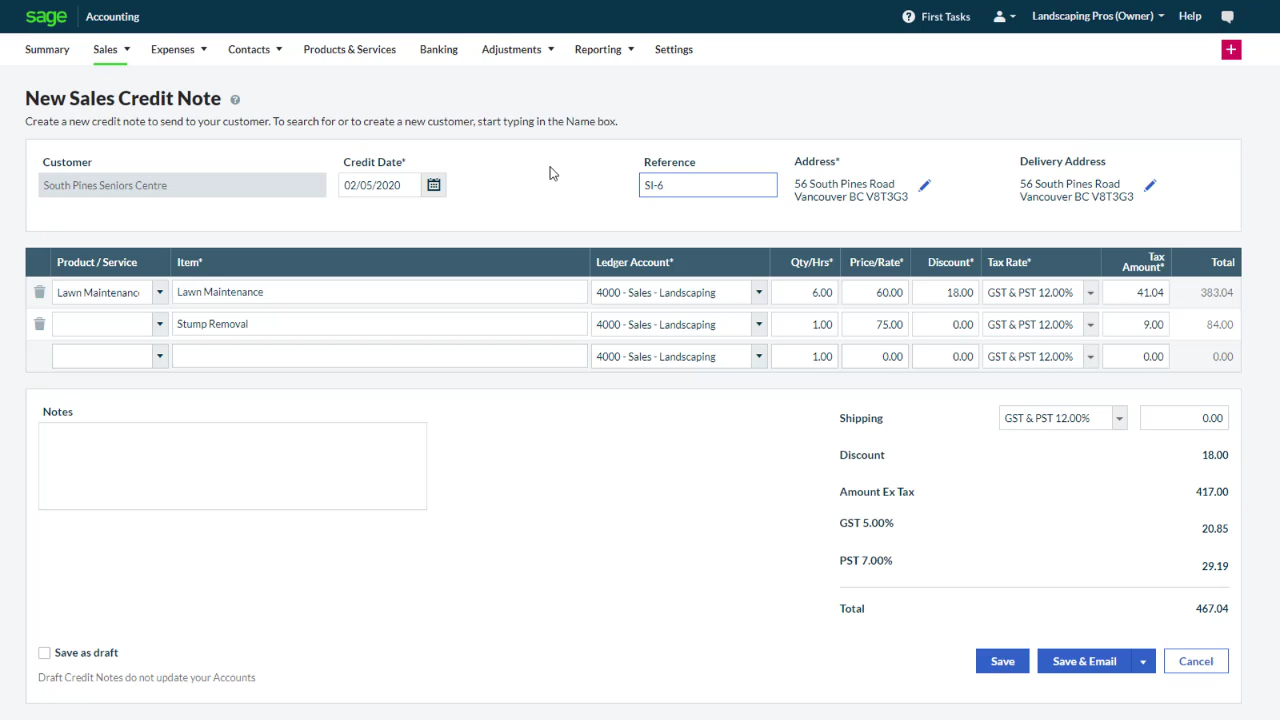 sage Accounting First Tasks Landscaping Pros (Owner) Help
Summary Sales Expenses Contacts Products & Services Banking Adjustments Reporting Settings
New Sales Credit Note
Create a new credit note to send to your customer. To search for or to create a new customer, start typing in the Name box.
Customer Credit Date* Reference Address* Delivery Address
South Pines Seniors Centre 02/05/2020 SI-6 56 South Pines Road 56 South Pines Road
Vancouver BC V8T3G3 Vancouver BC V8T3G3
Product / Service Item* Ledger Account* Qty/Hrs* Price/Rate* Discount* Tax Rate* Tax Amount* Total
Lawn Maintenanc Lawn Maintenance 4000 - Sales - Landscaping 6.00 60.00 18.00 GST & PST 12.00% 41.04 383.04
Stump Removal 4000 - Sales - Landscaping 1.00 75.00 0.00 GST & PST 12.00% 9.00 84.00
4000 - Sales - Landscaping 1.00 0.00 0.00 GST & PST 12.00% 0.00 0.00
Notes
Shipping GST & PST 12.00% 0.00
Discount 18.00
Amount Ex Tax 417.00
GST 5.00% 20.85
PST 7.00% 29.19
Total 467.04
Save as draft
Draft Credit Notes do not update your Accounts
Save Save & Email Cancel